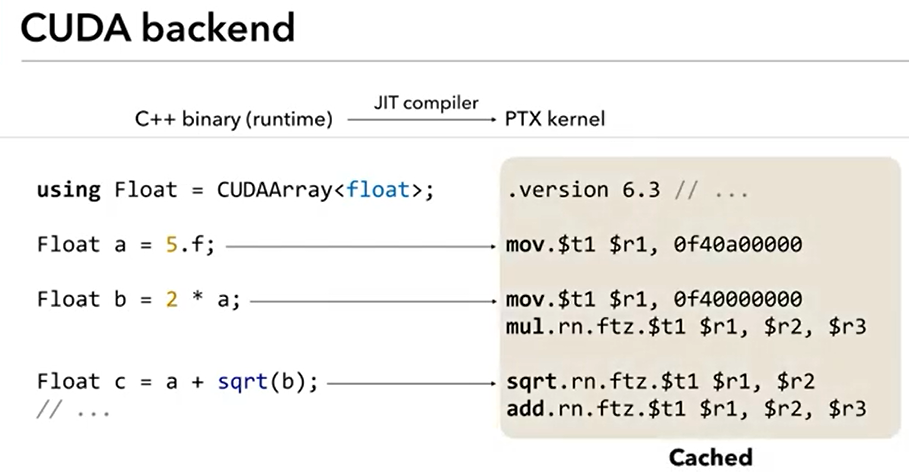 CUDA backend
C++ binary (runtime) JIT compiler PTX kernel
using Float = CUDAArray<float>; .version 6.3 // ...
Float a = 5.f; mov.$t1 $r1, 0f40a00000
Float b = 2 * a; mov.$t1 $r1, 0f40000000
mul.rn.ftz.$t1 $r1, $r2, $r3
Float c = a + sqrt(b); sqrt.rn.ftz.$t1 $r1, $r2
// ... add.rn.ftz.$t1 $r1, $r2, $r3
Cached